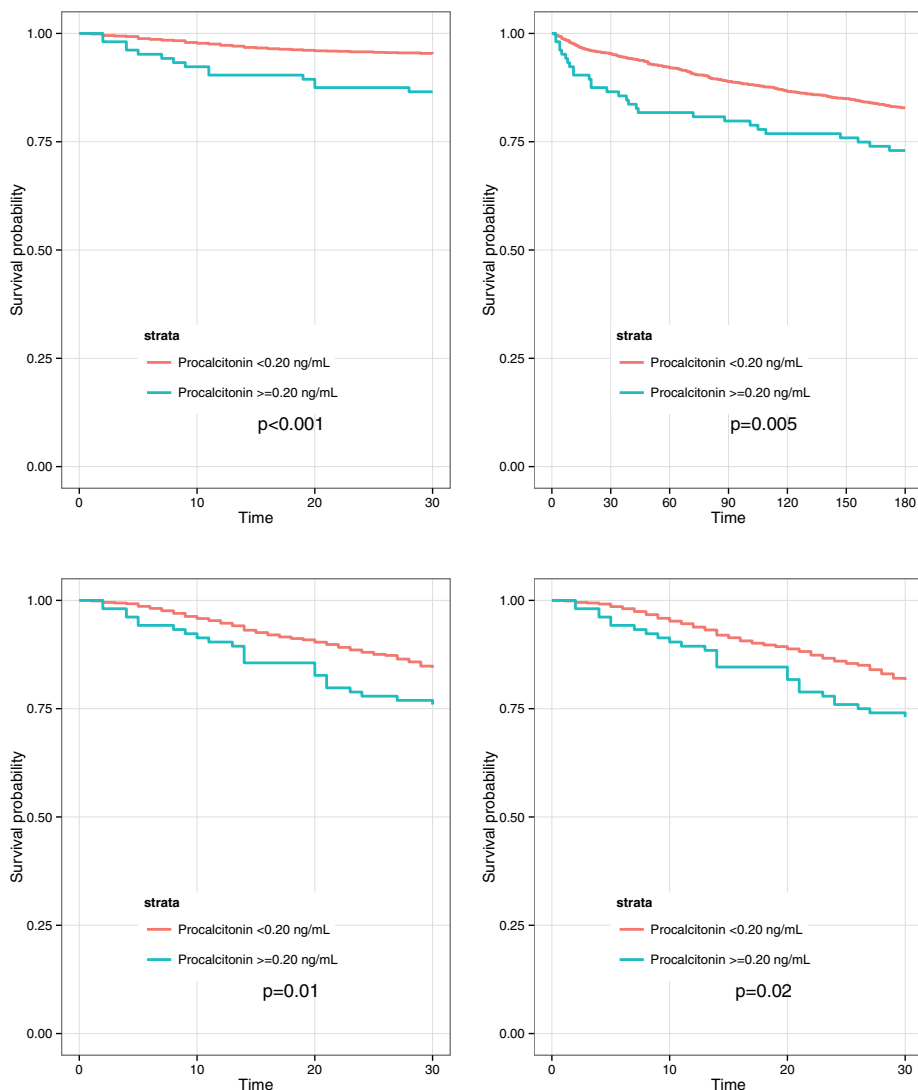 1.00
0.75
0.50
0.25
0.00
Survival probability
strata
Procalcitonin <0.20 ng/mL
Procalcitonin >=0.20 ng/mL
p<0.001
0 10 20 30
Time
1.00
0.75
0.50
0.25
0.00
Survival probability
strata
Procalcitonin <0.20 ng/mL
Procalcitonin >=0.20 ng/mL
p=0.005
0 30 60 90 120 150 180
Time
1.00
0.75
0.50
0.25
0.00
Survival probability
strata
Procalcitonin <0.20 ng/mL
Procalcitonin >=0.20 ng/mL
p=0.01
0 10 20 30
Time
1.00
0.75
0.50
0.25
0.00
Survival probability
strata
Procalcitonin <0.20 ng/mL
Procalcitonin >=0.20 ng/mL
p=0.02
0 10 20 30
Time